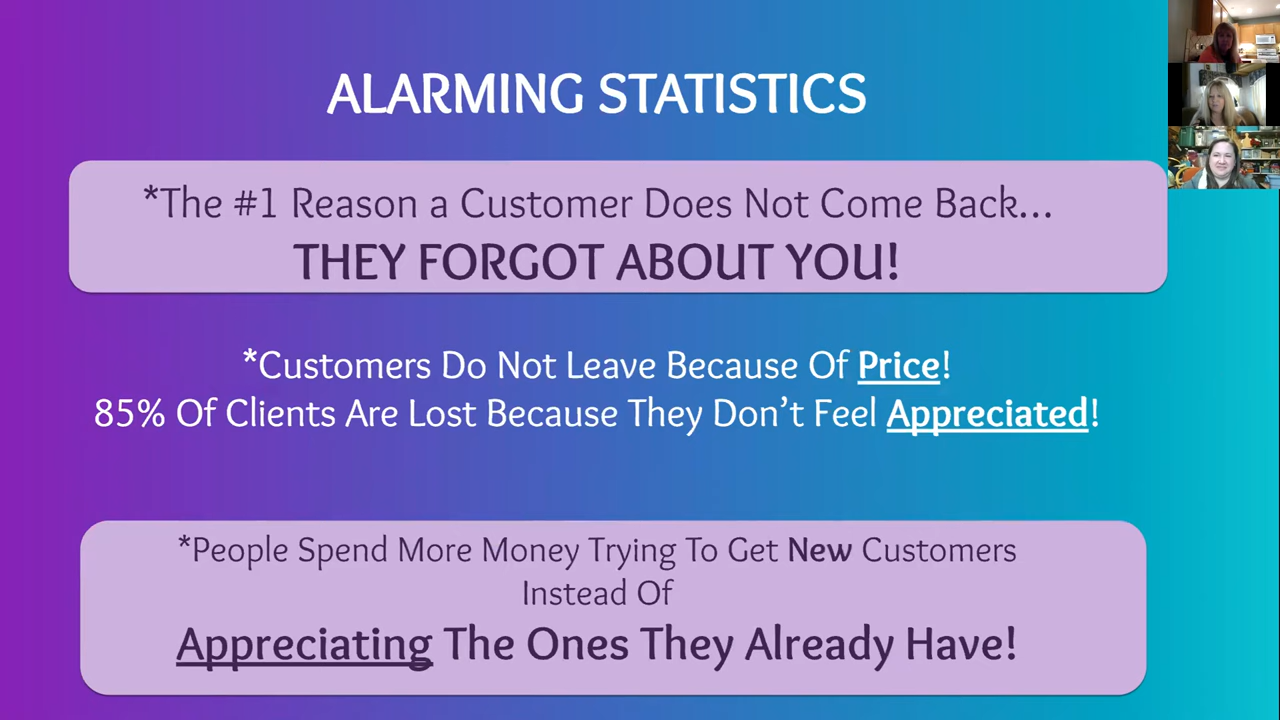 ALARMING STATISTICS
*The #1 Reason a Customer Does Not Come Back...
THEY FORGOT ABOUT YOU!
*Customers Do Not Leave Because Of Price!
85% Of Clients Are Lost Because They Don't Feel Appreciated!
*People Spend More Money Trying To Get New Customers
Instead Of
Appreciating The Ones They Already Have!